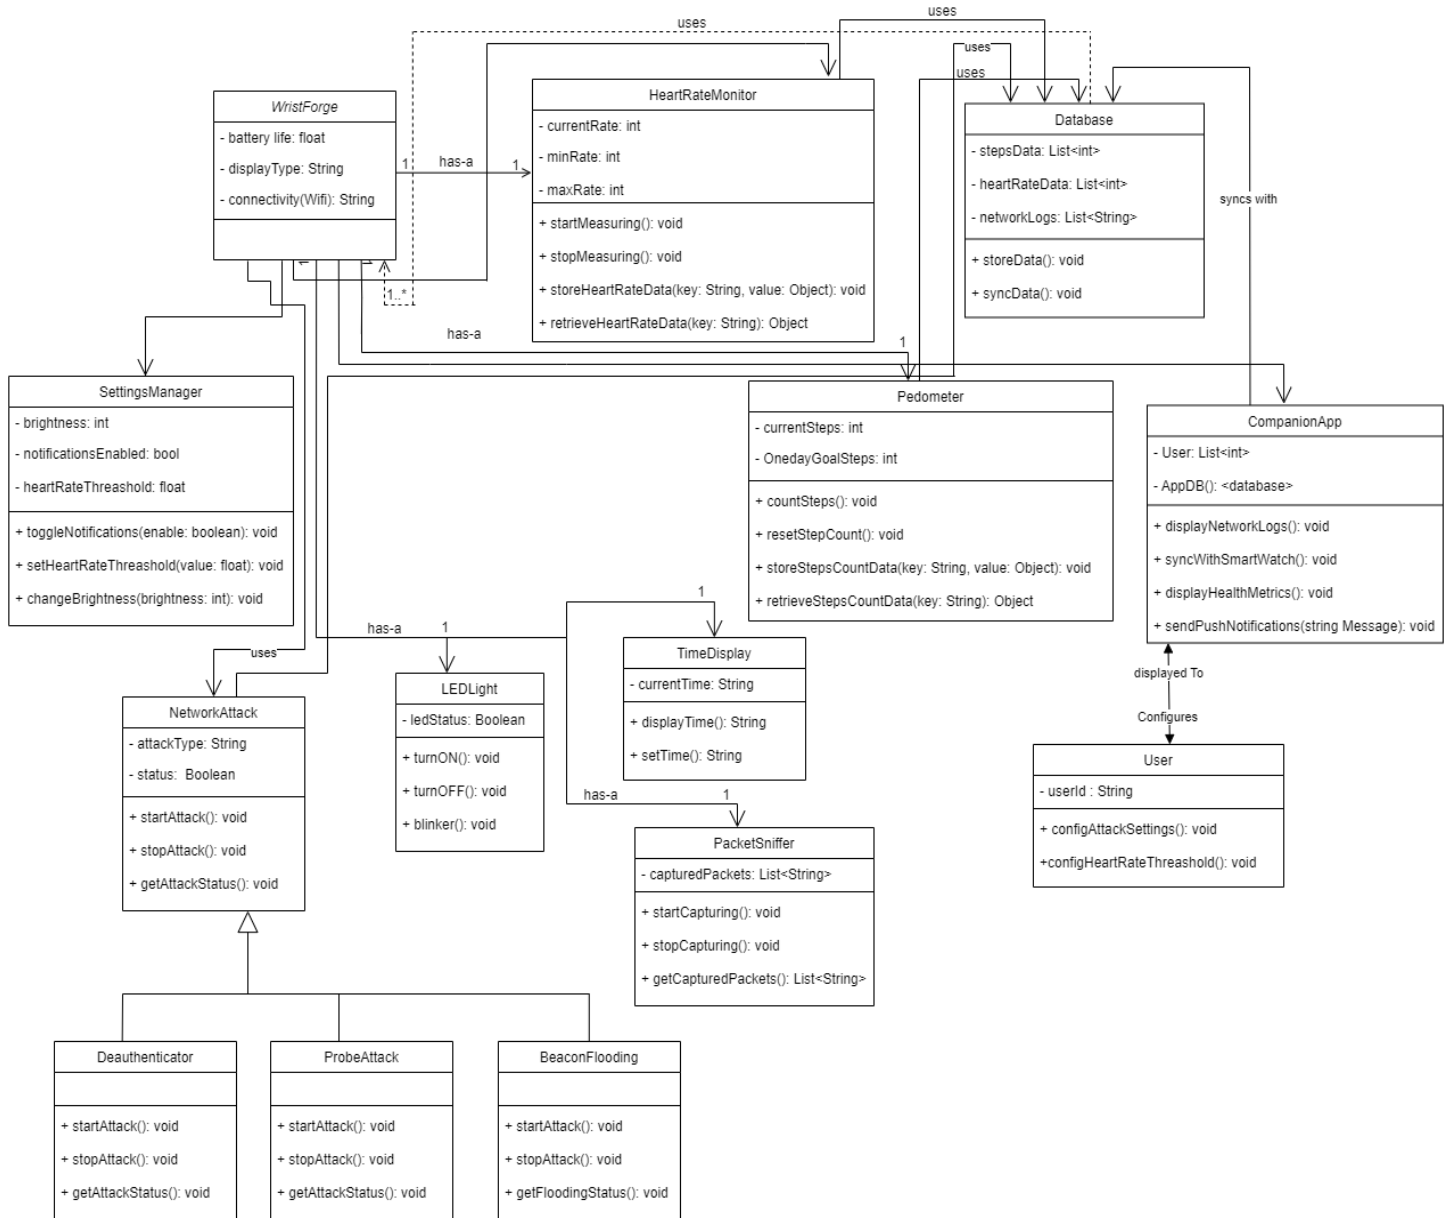 uses
uses
uses
uses
WristForge
- battery life: float
- displayType: String
- connectivity(Wifi): String
1
has-a
1
1
1
1..*
HeartRateMonitor
- currentRate: int
- minRate: int
- maxRate: int
+ startMeasuring(): void
+ stopMeasuring(): void
+ storeHeartRateData(key: String, value: Object): void
+ retrieveHeartRateData(key: String): Object
Database
- stepsData: List<int>
- heartRateData: List<int>
- networkLogs: List<String>
+ storeData(): void
+ syncData(): void
syncs with
has-a
1
SettingsManager
- brightness: int
- notificationsEnabled: bool
- heartRateThreashold: float
+ toggleNotifications(enable: boolean): void
+ setHeartRateThreashold(value: float): void
+ changeBrightness(brightness: int): void
Pedometer
- currentSteps: int
- OnedayGoalSteps: int
+ countSteps(): void
+ resetStepCount(): void
+ storeStepsCountData(key: String, value: Object): void
+ retrieveStepsCountData(key: String): Object
CompanionApp
- User: List<int>
- AppDB(): <database>
+ displayNetworkLogs(): void
+ syncWithSmartWatch(): void
+ displayHealthMetrics(): void
+ sendPushNotifications(string Message): void
uses
has-a
1
1
displayed To
Configures
NetworkAttack
- attackType: String
- status:  Boolean
+ startAttack(): void
+ stopAttack(): void
+ getAttackStatus(): void
LEDLight
- ledStatus: Boolean
+ turnON(): void
+ turnOFF(): void
+ blinker(): void
TimeDisplay
- currentTime: String
+ displayTime(): String
+ setTime(): String
has-a
1
User
- userId : String
+ configAttackSettings(): void
+configHeartRateThreashold(): void
PacketSniffer
- capturedPackets: List<String>
+ startCapturing(): void
+ stopCapturing(): void
+ getCapturedPackets(): List<String>
Deauthenticator
+ startAttack(): void
+ stopAttack(): void
+ getAttackStatus(): void
ProbeAttack
+ startAttack(): void
+ stopAttack(): void
+ getAttackStatus(): void
BeaconFlooding
+ startAttack(): void
+ stopAttack(): void
+ getFloodingStatus(): void